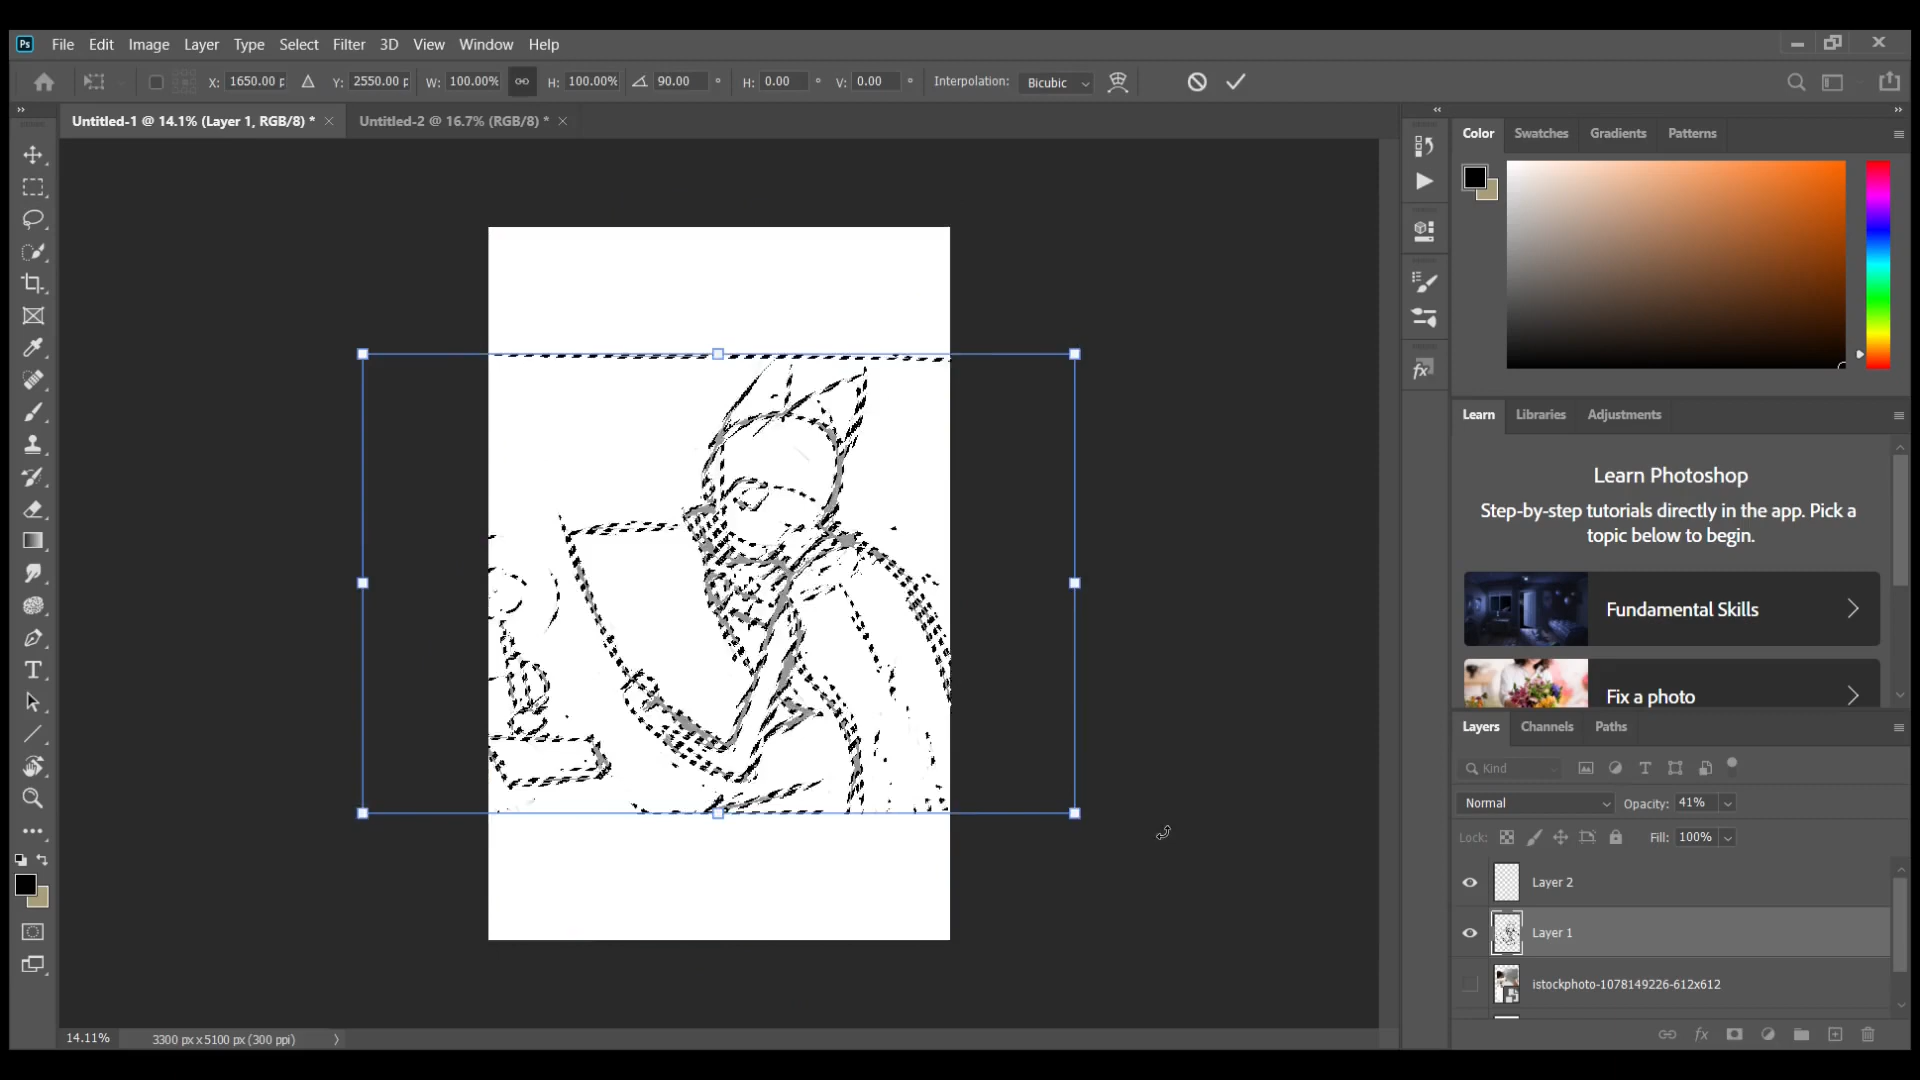 Ps File Edit Image Layer Type Select Filter 3D View Window Help
X: 1650.00 p Y: 2550.00 p W: 100.00% H: 100.00% 90.00 ° H: 0.00 ° V: 0.00 ° Interpolation: Bicubic
Untitled-1 @ 14.1% (Layer 1, RGB/8) * Untitled-2 @ 16.7% (RGB/8) *
Color Swatches Gradients Patterns
Learn Libraries Adjustments
Learn Photoshop
Step-by-step tutorials directly in the app. Pick a
topic below to begin.
Fundamental Skills
Fix a photo
Layers Channels Paths
Kind
Normal Opacity: 41%
Lock: Fill: 100%
Layer 2
Layer 1
istockphoto-1078149226-612x612
fx
fx
14.11% 3300 px x 5100 px (300 ppi)